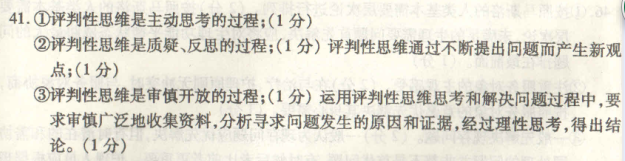 41. ①评判性思维是主动思考的过程;(1 分)
②评判性思维是质疑、反思的过程;(1 分) 评判性思维通过不断提出问题而产生新观
点;(1 分)
③评判性思维是审慎开放的过程;(1 分) 运用评判性思维思考和解决问题过程中,要
求审慎广泛地收集资料,分析寻求问题发生的原因和证据,经过理性思考,得出结
论。(1 分)